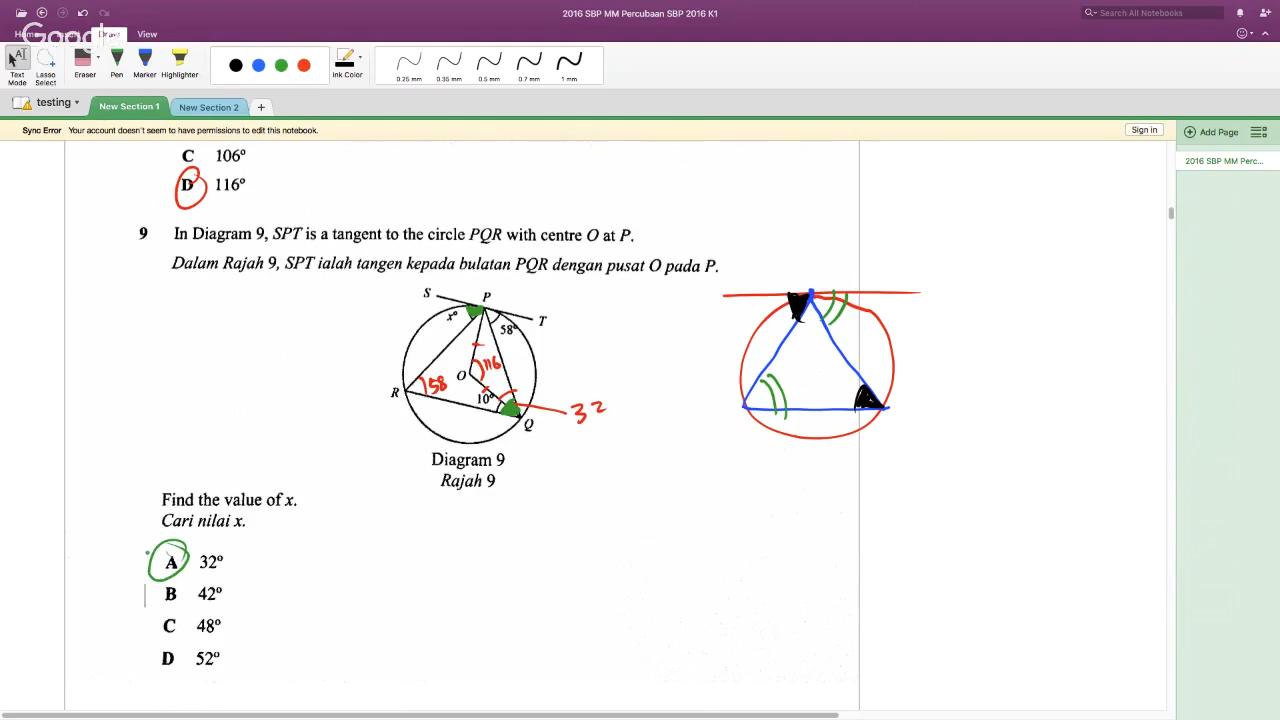 2016 SBP MM Percubaan SBP 2016 K1
Search All Notebooks
Google
Draw View
Text Mode
Lasso Select
Eraser
Pen
Marker
Highlighter
Ink Color
0.25 mm 0.35 mm 0.5 mm 0.7 mm 1 mm
testing New Section 1 New Section 2 +
Sync Error Your account doesn't seem to have permissions to edit this notebook. Sign in
Add Page
2016 SBP MM Perc...
C 106°
D 116°
9 In Diagram 9, SPT is a tangent to the circle PQR with centre O at P.
Dalam Rajah 9, SPT ialah tangen kepada bulatan PQR dengan pusat O pada P.
S P
x° T
58°
116
O
58
R 10°
32
Q
Diagram 9
Rajah 9
Find the value of x.
Cari nilai x.
A 32°
B 42°
C 48°
D 52°